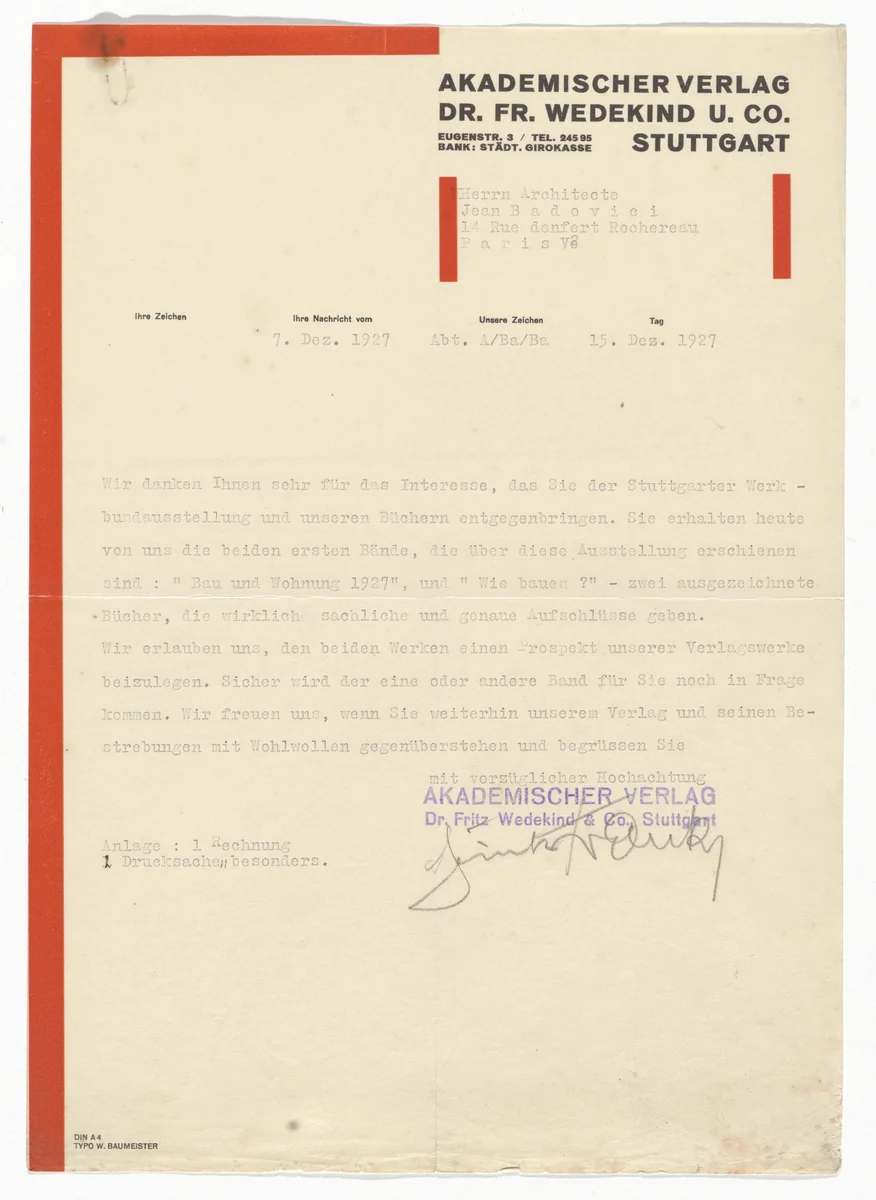 AKADEMISCHER VERLAG
DR. FR. WEDEKIND U. CO.
EUGENSTR. 3 / TEL. 245 95
BANK: STÄDT. GIROKASSE
STUTTGART
Herrn Architecte
Jean B a d o v i c i
14 Rue denfert Rochereau
P a r i s Ve
Ihre Zeichen Ihre Nachricht vom Unsere Zeichen Tag
7. Dez. 1927 Abt. A/Ba/Ba 15. Dez. 1927
Wir danken Ihnen sehr für das Interesse, das Sie der Stuttgarter Werk -
bundausstellung und unseren Büchern entgegenbringen. Sie erhalten heute
von uns die beiden ersten Bände, die über diese Ausstellung erschienen
sind : " Bau und Wohnung 1927", und " Wie bauen ?" - zwei ausgezeichnete
Bücher, die wirklich sachliche und genaue Aufschlüsse geben.
Wir erlauben uns, den beiden Werken einen Prospekt unserer Verlagswerke
beizulegen. Sicher wird der eine oder andere Band für Sie noch in Frage
kommen. Wir freuen uns, wenn Sie weiterhin unserem Verlag und seinen Be-
strebungen mit Wohlwollen gegenüberstehen und begrüssen Sie
mit vorzüglicher Hochachtung
AKADEMISCHER VERLAG
Dr. Fritz Wedekind & Co., Stuttgart
Anlage : 1 Rechnung
1 Drucksache besonders.
DIN A 4
TYPO W. BAUMEISTER